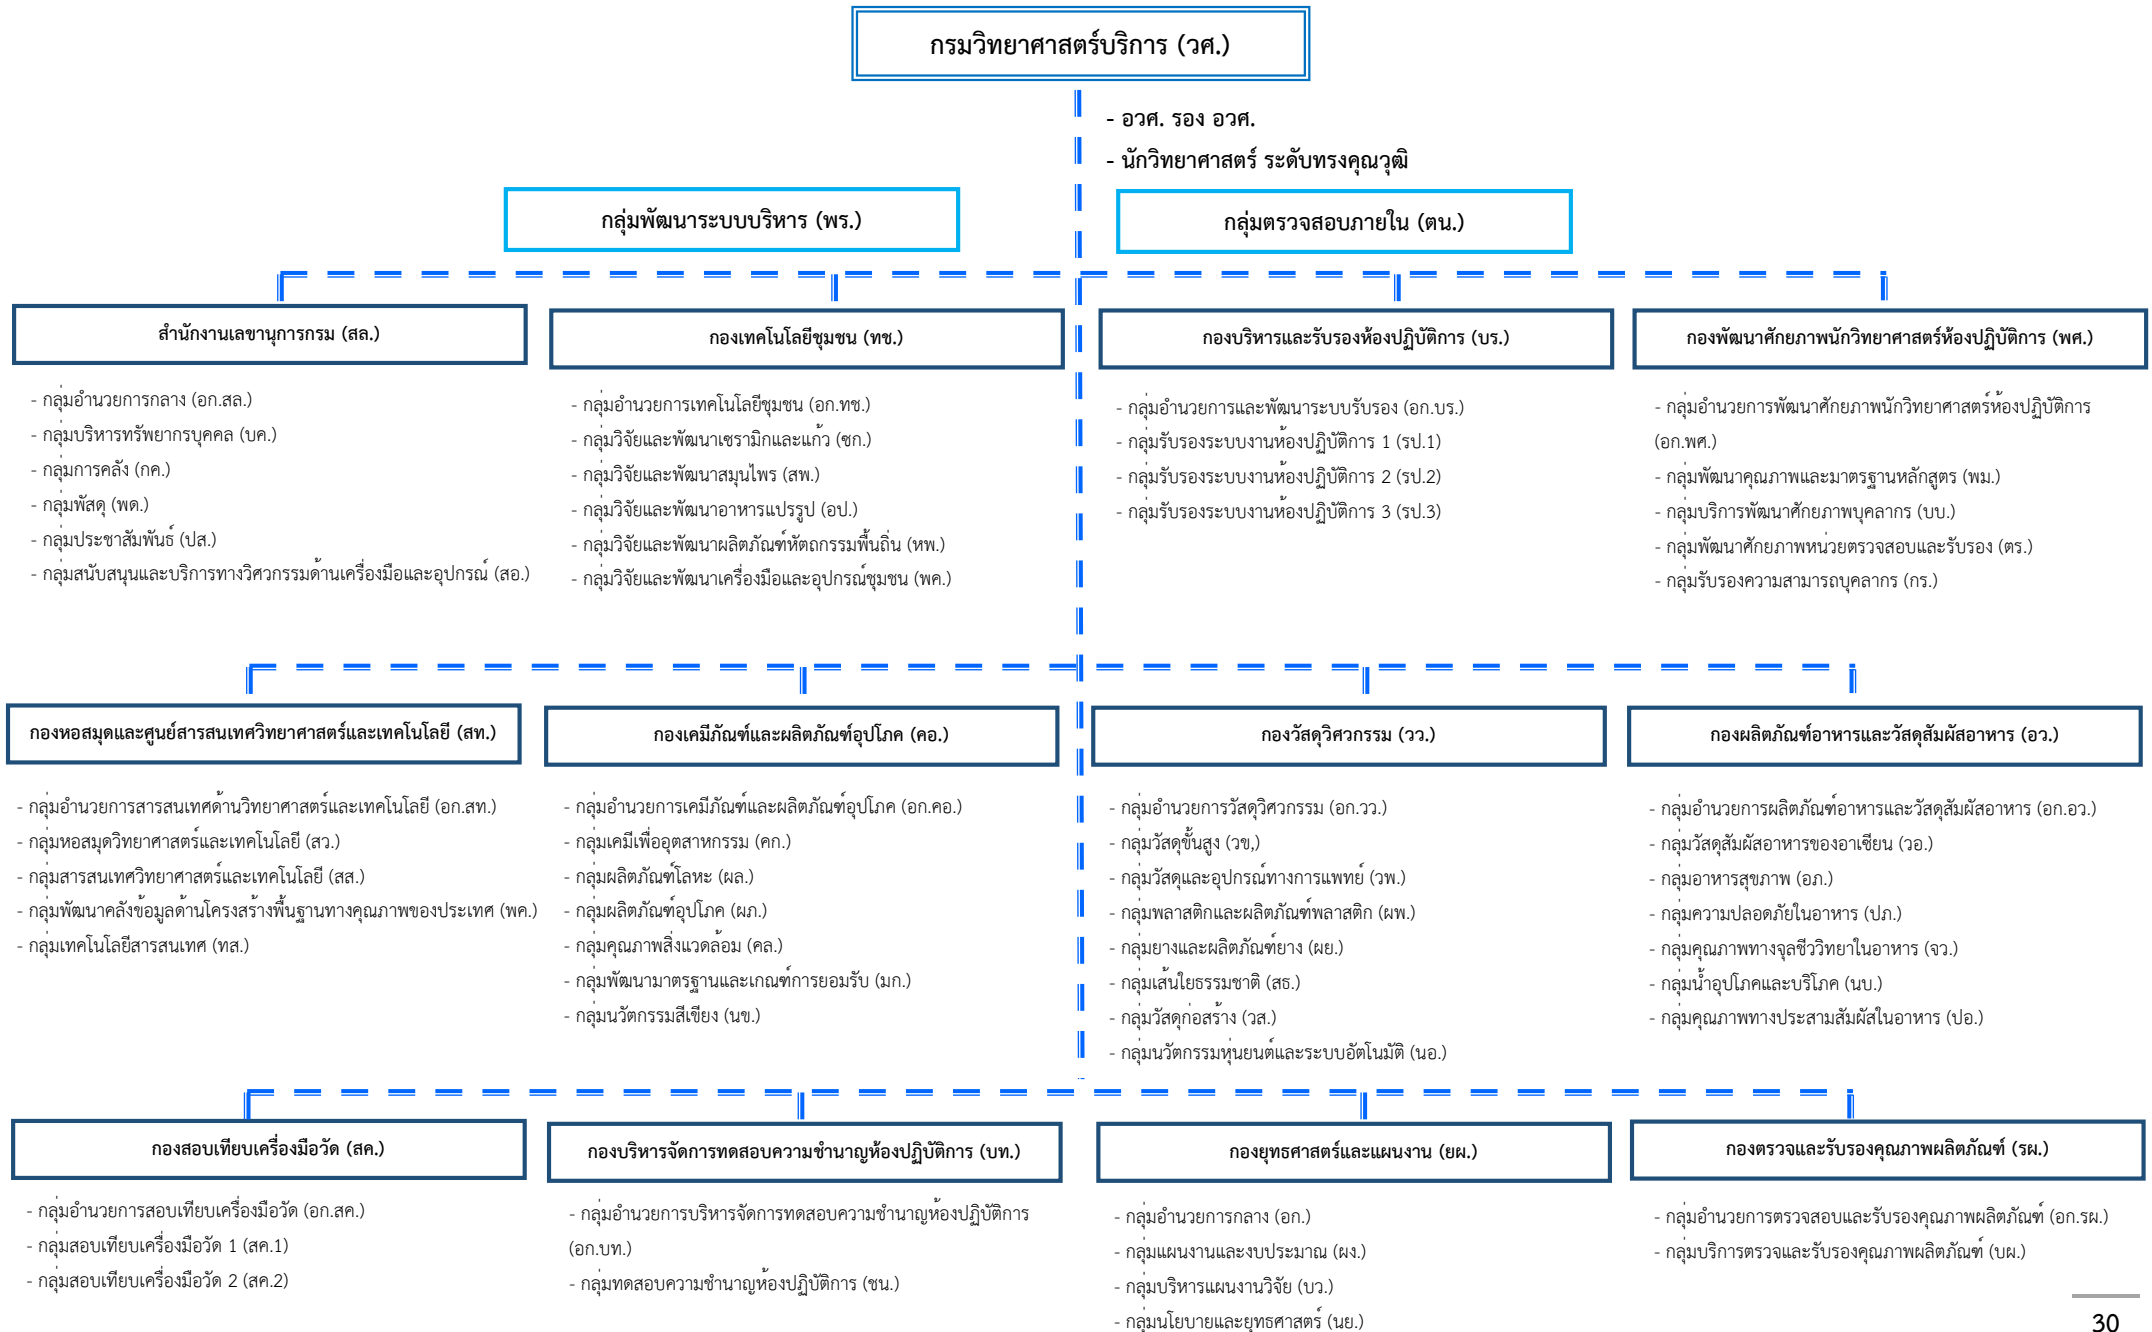 กรมวิทยาศาสตร์บริการ (วศ.)
- อวศ. รอง อวศ.
- นักวิทยาศาสตร์ ระดับทรงคุณวุฒิ
กลุ่มพัฒนาระบบบริหาร (พร.)
กลุ่มตรวจสอบภายใน (ตน.)
สำนักงานเลขานุการกรม (สล.)
- กลุ่มอำนวยการกลาง (อก.สล.)
- กลุ่มบริหารทรัพยากรบุคคล (บค.)
- กลุ่มการคลัง (กค.)
- กลุ่มพัสดุ (พด.)
- กลุ่มประชาสัมพันธ์ (ปส.)
- กลุ่มสนับสนุนและบริการทางวิศวกรรมด้านเครื่องมือและอุปกรณ์ (สอ.)
กองเทคโนโลยีชุมชน (ทช.)
- กลุ่มอำนวยการเทคโนโลยีชุมชน (อก.ทช.)
- กลุ่มวิจัยและพัฒนาเซรามิกและแก้ว (ซก.)
- กลุ่มวิจัยและพัฒนาสมุนไพร (สพ.)
- กลุ่มวิจัยและพัฒนาอาหารแปรรูป (อป.)
- กลุ่มวิจัยและพัฒนาผลิตภัณฑ์หัตถกรรมพื้นถิ่น (หพ.)
- กลุ่มวิจัยและพัฒนาเครื่องมือและอุปกรณ์ชุมชน (พค.)
กองบริหารและรับรองห้องปฏิบัติการ (บร.)
- กลุ่มอำนวยการและพัฒนาระบบรับรอง (อก.บร.)
- กลุ่มรับรองระบบงานห้องปฏิบัติการ 1 (รป.1)
- กลุ่มรับรองระบบงานห้องปฏิบัติการ 2 (รป.2)
- กลุ่มรับรองระบบงานห้องปฏิบัติการ 3 (รป.3)
กองพัฒนาศักยภาพนักวิทยาศาสตร์ห้องปฏิบัติการ (พศ.)
- กลุ่มอำนวยการพัฒนาศักยภาพนักวิทยาศาสตร์ห้องปฏิบัติการ
(อก.พศ.)
- กลุ่มพัฒนาคุณภาพและมาตรฐานหลักสูตร (พม.)
- กลุ่มบริการพัฒนาศักยภาพบุคลากร (บบ.)
- กลุ่มพัฒนาศักยภาพหน่วยตรวจสอบและรับรอง (ตร.)
- กลุ่มรับรองความสามารถบุคลากร (กร.)
กองหอสมุดและศูนย์สารสนเทศวิทยาศาสตร์และเทคโนโลยี (สท.)
- กลุ่มอำนวยการสารสนเทศด้านวิทยาศาสตร์และเทคโนโลยี (อก.สท.)
- กลุ่มหอสมุดวิทยาศาสตร์และเทคโนโลยี (สว.)
- กลุ่มสารสนเทศวิทยาศาสตร์และเทคโนโลยี (สส.)
- กลุ่มพัฒนาคลังข้อมูลด้านโครงสร้างพื้นฐานทางคุณภาพของประเทศ (พค.)
- กลุ่มเทคโนโลยีสารสนเทศ (ทส.)
กองเคมีภัณฑ์และผลิตภัณฑ์อุปโภค (คอ.)
- กลุ่มอำนวยการเคมีภัณฑ์และผลิตภัณฑ์อุปโภค (อก.คอ.)
- กลุ่มเคมีเพื่ออุตสาหกรรม (คก.)
- กลุ่มผลิตภัณฑ์โลหะ (ผล.)
- กลุ่มผลิตภัณฑ์อุปโภค (ผภ.)
- กลุ่มคุณภาพสิ่งแวดล้อม (คล.)
- กลุ่มพัฒนามาตรฐานและเกณฑ์การยอมรับ (มก.)
- กลุ่มนวัตกรรมสีเขียง (นข.)
กองวัสดุวิศวกรรม (วว.)
- กลุ่มอำนวยการวัสดุวิศวกรรม (อก.วว.)
- กลุ่มวัสดุขั้นสูง (วข,)
- กลุ่มวัสดุและอุปกรณ์ทางการแพทย์ (วพ.)
- กลุ่มพลาสติกและผลิตภัณฑ์พลาสติก (ผพ.)
- กลุ่มยางและผลิตภัณฑ์ยาง (ผย.)
- กลุ่มเส้นใยธรรมชาติ (สธ.)
- กลุ่มวัสดุก่อสร้าง (วส.)
- กลุ่มนวัตกรรมหุ่นยนต์และระบบอัตโนมัติ (นอ.)
กองผลิตภัณฑ์อาหารและวัสดุสัมผัสอาหาร (อว.)
- กลุ่มอำนวยการผลิตภัณฑ์อาหารและวัสดุสัมผัสอาหาร (อก.อว.)
- กลุ่มวัสดุสัมผัสอาหารของอาเซียน (วอ.)
- กลุ่มอาหารสุขภาพ (อภ.)
- กลุ่มความปลอดภัยในอาหาร (ปภ.)
- กลุ่มคุณภาพทางจุลชีววิทยาในอาหาร (จว.)
- กลุ่มน้ำอุปโภคและบริโภค (นบ.)
- กลุ่มคุณภาพทางประสามสัมผัสในอาหาร (ปอ.)
กองสอบเทียบเครื่องมือวัด (สค.)
- กลุ่มอำนวยการสอบเทียบเครื่องมือวัด (อก.สค.)
- กลุ่มสอบเทียบเครื่องมือวัด 1 (สค.1)
- กลุ่มสอบเทียบเครื่องมือวัด 2 (สค.2)
กองบริหารจัดการทดสอบความชำนาญห้องปฏิบัติการ (บท.)
- กลุ่มอำนวยการบริหารจัดการทดสอบความชำนาญห้องปฏิบัติการ
(อก.บท.)
- กลุ่มทดสอบความชำนาญห้องปฏิบัติการ (ชน.)
กองยุทธศาสตร์และแผนงาน (ยผ.)
- กลุ่มอำนวยการกลาง (อก.)
- กลุ่มแผนงานและงบประมาณ (ผง.)
- กลุ่มบริหารแผนงานวิจัย (บว.)
- กลุ่มนโยบายและยุทธศาสตร์ (นย.)
กองตรวจและรับรองคุณภาพผลิตภัณฑ์ (รผ.)
- กลุ่มอำนวยการตรวจสอบและรับรองคุณภาพผลิตภัณฑ์ (อก.รผ.)
- กลุ่มบริการตรวจและรับรองคุณภาพผลิตภัณฑ์ (บผ.)
30